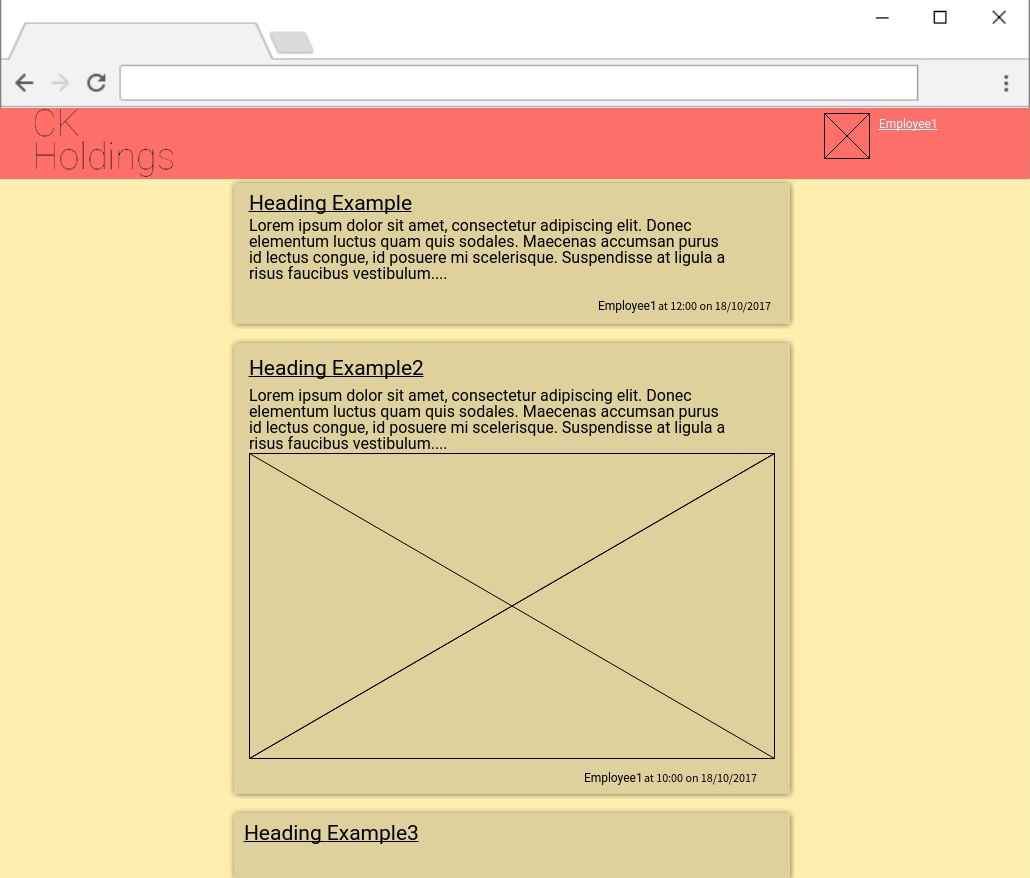 CK
Holdings
Employee1
Heading Example
Lorem ipsum dolor sit amet, consectetur adipiscing elit. Donec
elementum luctus quam quis sodales. Maecenas accumsan purus
id lectus congue, id posuere mi scelerisque. Suspendisse at ligula a
risus faucibus vestibulum....
Employee1 at 12:00 on 18/10/2017
Heading Example2
Lorem ipsum dolor sit amet, consectetur adipiscing elit. Donec
elementum luctus quam quis sodales. Maecenas accumsan purus
id lectus congue, id posuere mi scelerisque. Suspendisse at ligula a
risus faucibus vestibulum....
Employee1 at 10:00 on 18/10/2017
Heading Example3